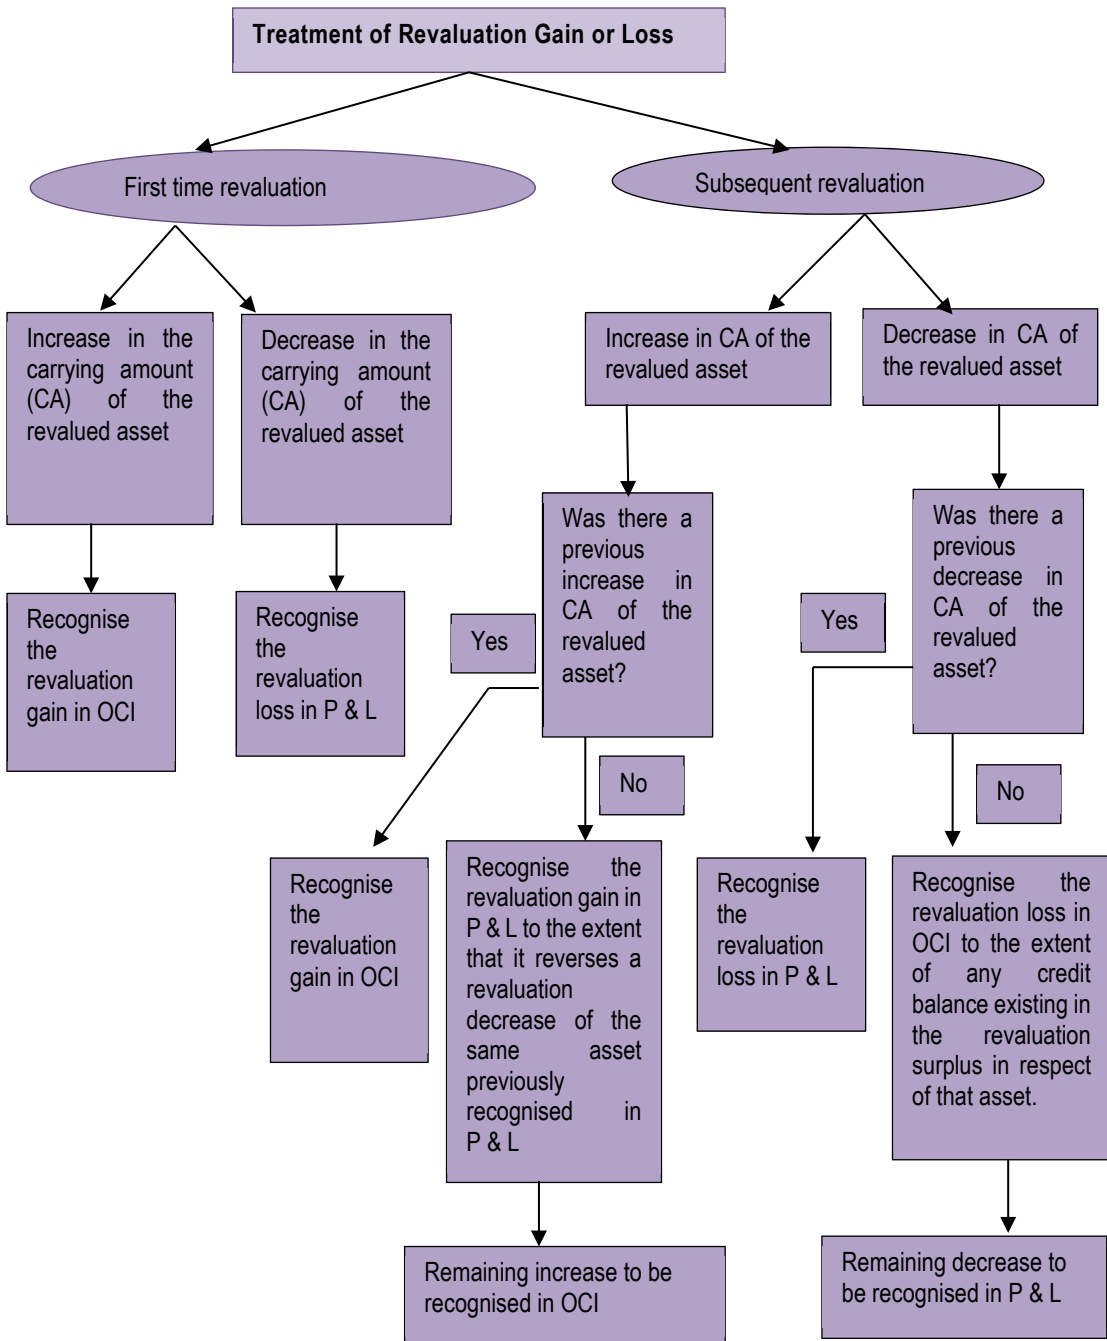 Treatment of Revaluation Gain or Loss
First time revaluation
Subsequent revaluation
Increase in the
carrying amount
(CA) of the
revalued asset
Decrease in the
carrying amount
(CA) of the
revalued asset
Increase in CA of the
revalued asset
Decrease in CA of
the revalued asset
Recognise
the
revaluation
gain in OCI
Recognise
the
revaluation
loss in P & L
Was there a
previous
increase in
CA of the
revalued
asset?
Was there a
previous
decrease in
CA of the
revalued
asset?
Yes
No
Yes
No
Recognise
the
revaluation
gain in OCI
Recognise the
revaluation gain in
P & L to the extent
that it reverses a
revaluation
decrease of the
same asset
previously
recognised in
P & L
Recognise
the
revaluation
loss in P & L
Recognise the
revaluation loss in
OCI to the extent
of any credit
balance existing in
the revaluation
surplus in respect
of that asset.
Remaining increase to be
recognised in OCI
Remaining decrease to
be recognised in P & L